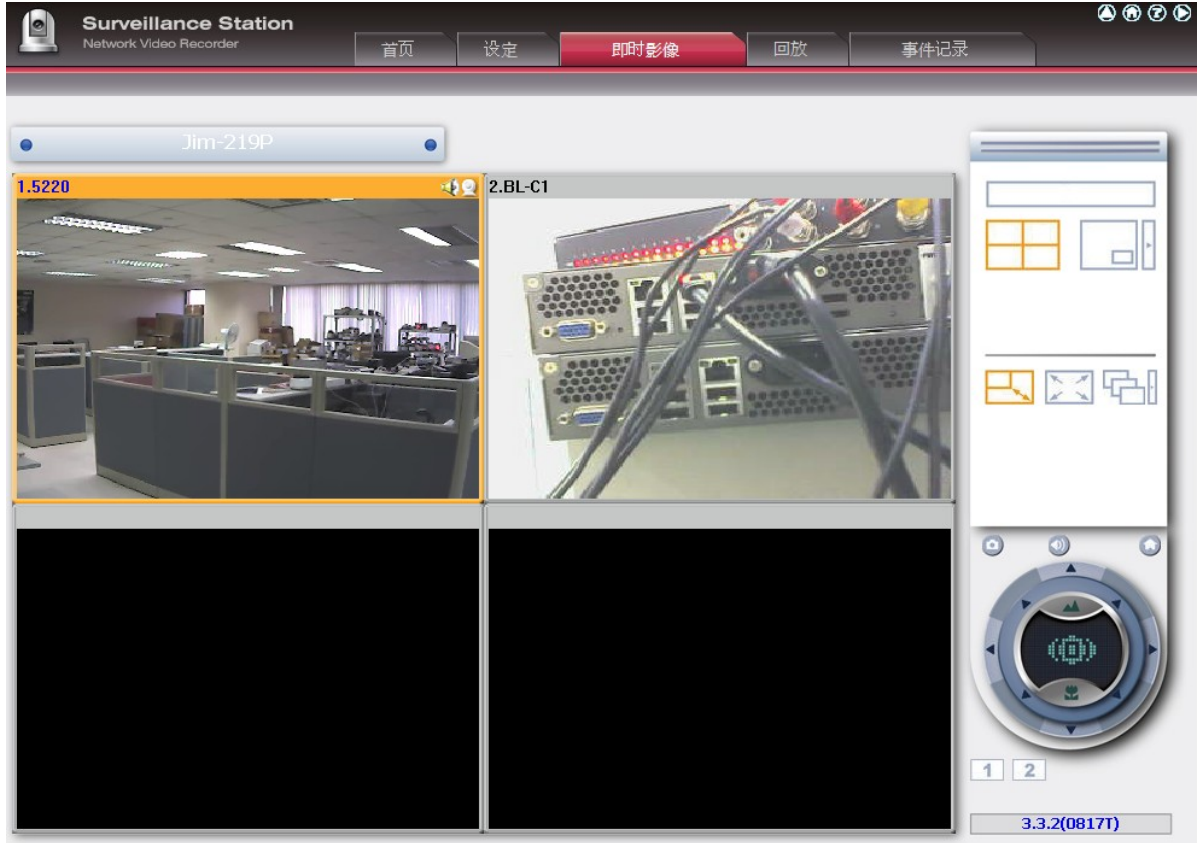 Surveillance Station
Network Video Recorder
首页 设定 即时影像 回放 事件记录
Jim-219P
1.5220
2.BL-C1
1 2
3.3.2(0817T)